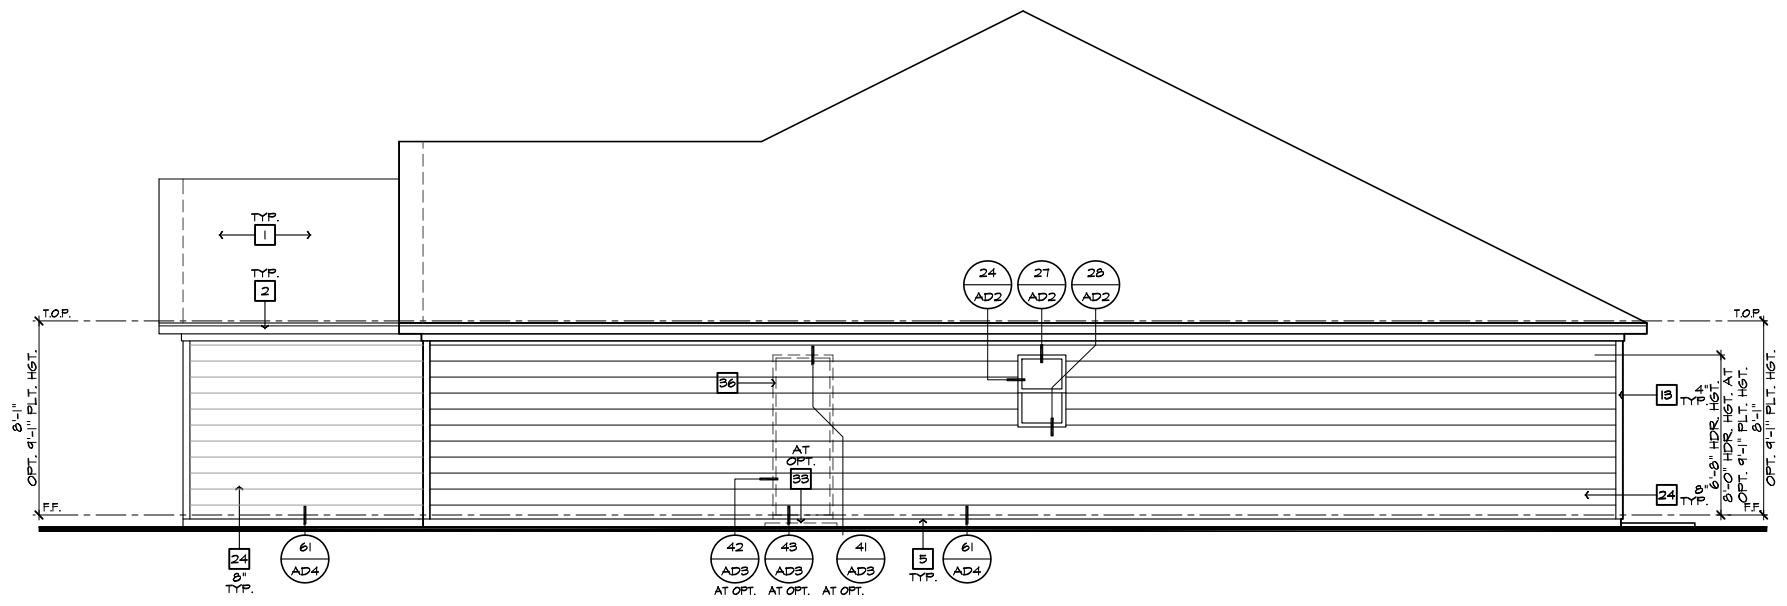 TYP.
1
TYP.
2
24
AD2
27
AD2
28
AD2
T.O.P.
T.O.P.
8'-1"
OPT. 9'-1" PLT. HGT.
36
13
4"
TYP.
6'-8" HDR. HGT.
8'-0" HDR. HGT. AT
OPT. 9'-1" PLT. HGT.
8'-1"
OPT. 9'-1" PLT. HGT.
AT
OPT.
33
24
8"
TYP.
F.F.
F.F.
24
8"
TYP.
61
AD4
42
AD3
AT OPT.
43
AD3
AT OPT.
41
AD3
AT OPT.
5
TYP.
61
AD4